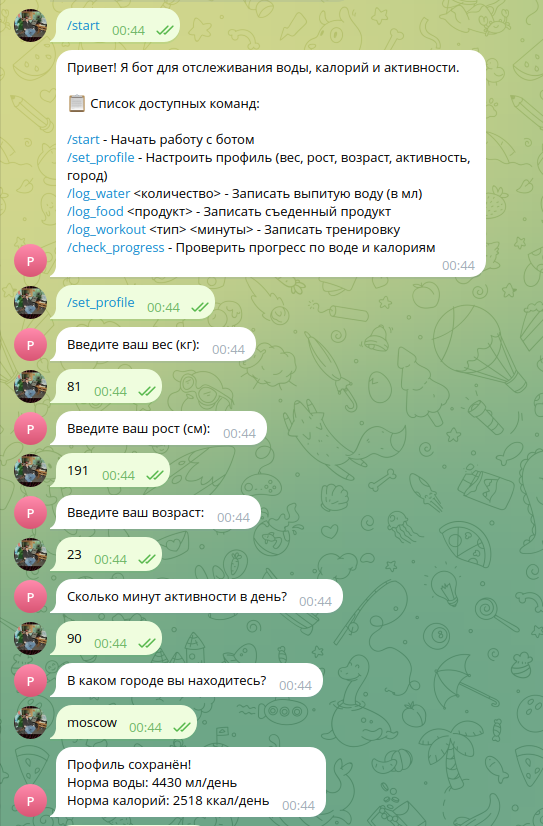 /start 00:44
Привет! Я бот для отслеживания воды, калорий и активности.
Список доступных команд:
/start - Начать работу с ботом
/set_profile - Настроить профиль (вес, рост, возраст, активность,
город)
/log_water <количество> - Записать выпитую воду (в мл)
/log_food <продукт> - Записать съеденный продукт
/log_workout <тип> <минуты> - Записать тренировку
/check_progress - Проверить прогресс по воде и калориям
P 00:44
/set_profile 00:44
P Введите ваш вес (кг): 00:44
81 00:44
P Введите ваш рост (см): 00:44
191 00:44
P Введите ваш возраст: 00:44
23 00:44
P Сколько минут активности в день? 00:44
90 00:44
P В каком городе вы находитесь? 00:44
moscow 00:44
Профиль сохранён!
Норма воды: 4430 мл/день
P Норма калорий: 2518 ккал/день 00:44